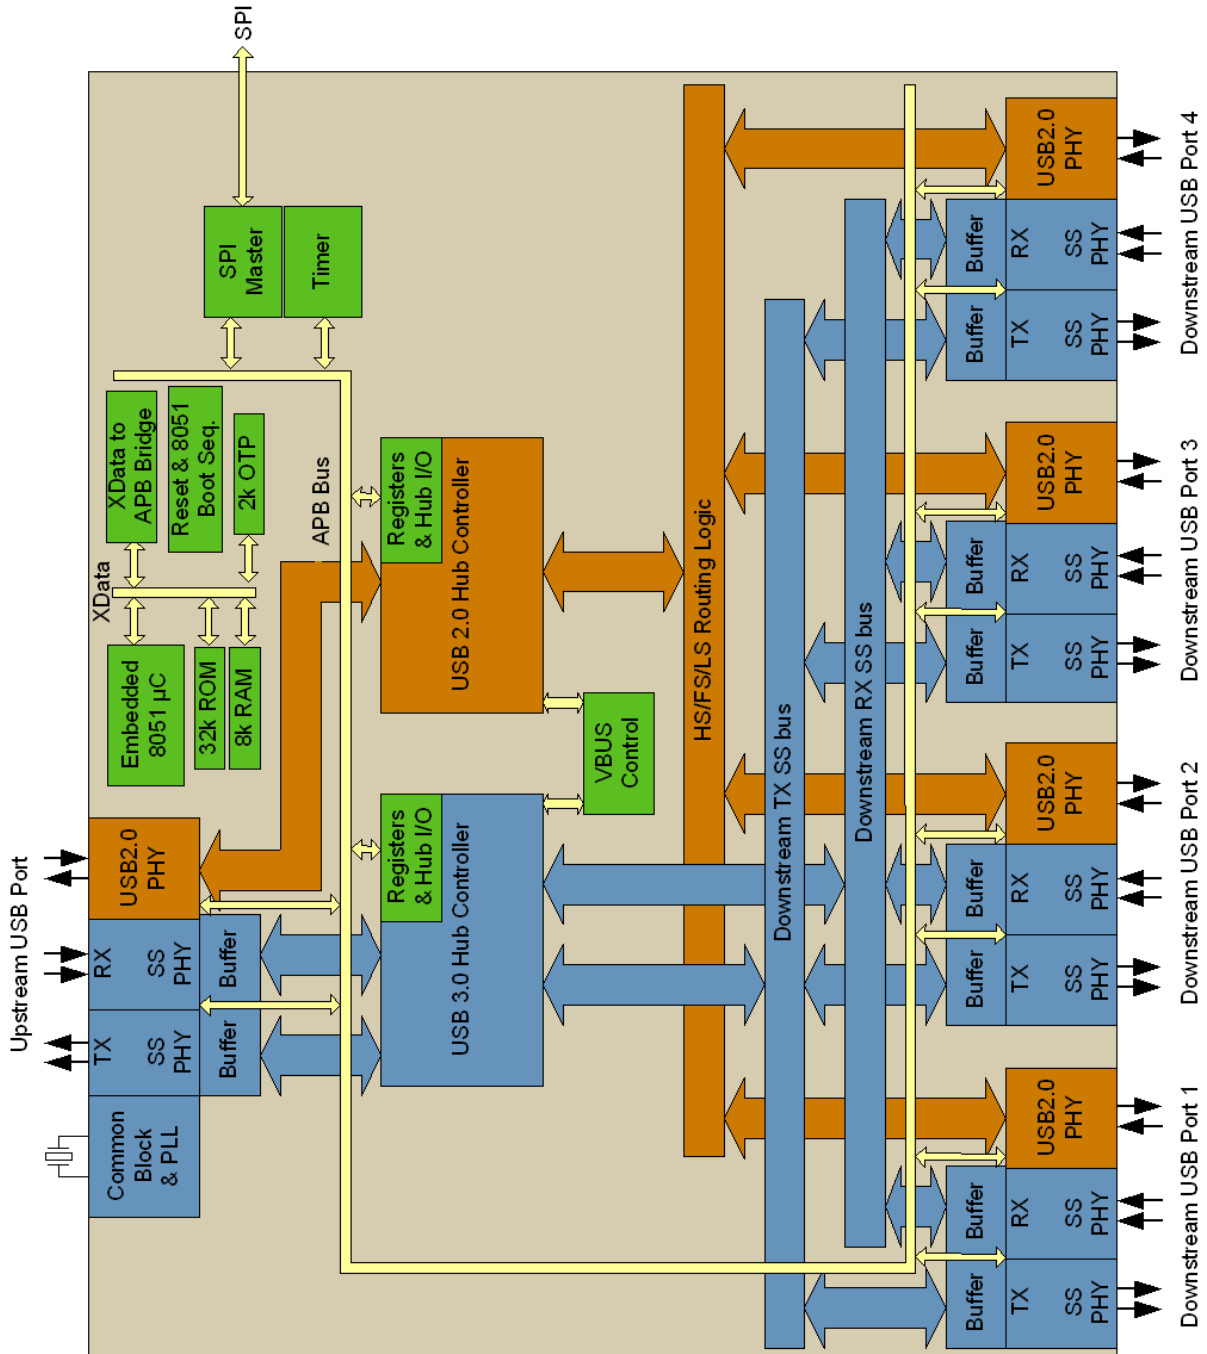 Upstream USB Port
Common
Block
& PLL
TX
SS
PHY
Buffer
RX
SS
PHY
Buffer
USB2.0
PHY
Embedded
8051 µC
32k ROM
8k RAM
XData
XData to
APB Bridge
Reset & 8051
Boot Seq.
2k OTP
SPI
SPI
Master
Timer
APB Bus
Registers
& Hub I/O
USB 3.0 Hub Controller
Registers
& Hub I/O
USB 2.0 Hub Controller
VBUS
Control
HS/FS/LS Routing Logic
Downstream TX SS bus
Downstream RX SS bus
Buffer
TX
SS
PHY
Buffer
RX
SS
PHY
USB2.0
PHY
Downstream USB Port 1
Buffer
TX
SS
PHY
Buffer
RX
SS
PHY
USB2.0
PHY
Downstream USB Port 2
Buffer
TX
SS
PHY
Buffer
RX
SS
PHY
USB2.0
PHY
Downstream USB Port 3
Buffer
TX
SS
PHY
Buffer
RX
SS
PHY
USB2.0
PHY
Downstream USB Port 4